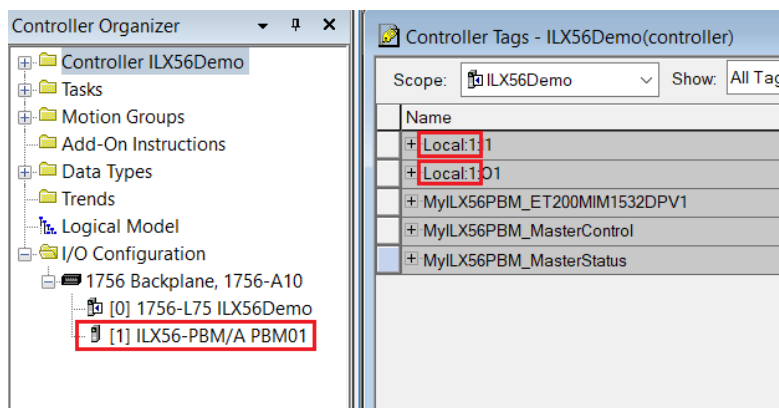 Controller Organizer
Controller ILX56Demo
Tasks
Motion Groups
Add-On Instructions
Data Types
Trends
Logical Model
I/O Configuration
1756 Backplane, 1756-A10
[0] 1756-L75 ILX56Demo
[1] ILX56-PBM/A PBM01
Controller Tags - ILX56Demo(controller)
Scope: ILX56Demo Show: All Tag
Name
Local:1:I1
Local:1:O1
MyILX56PBM_ET200MIM1532DPV1
MyILX56PBM_MasterControl
MyILX56PBM_MasterStatus